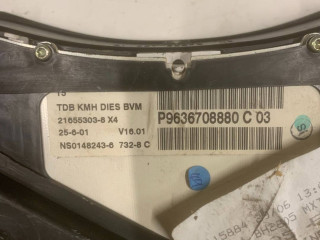 TDB KMH DIES BVM
21655303-6 X4
P9636708880 C 03
25-6-01 V16.01
NS0148243-6 732-8 C